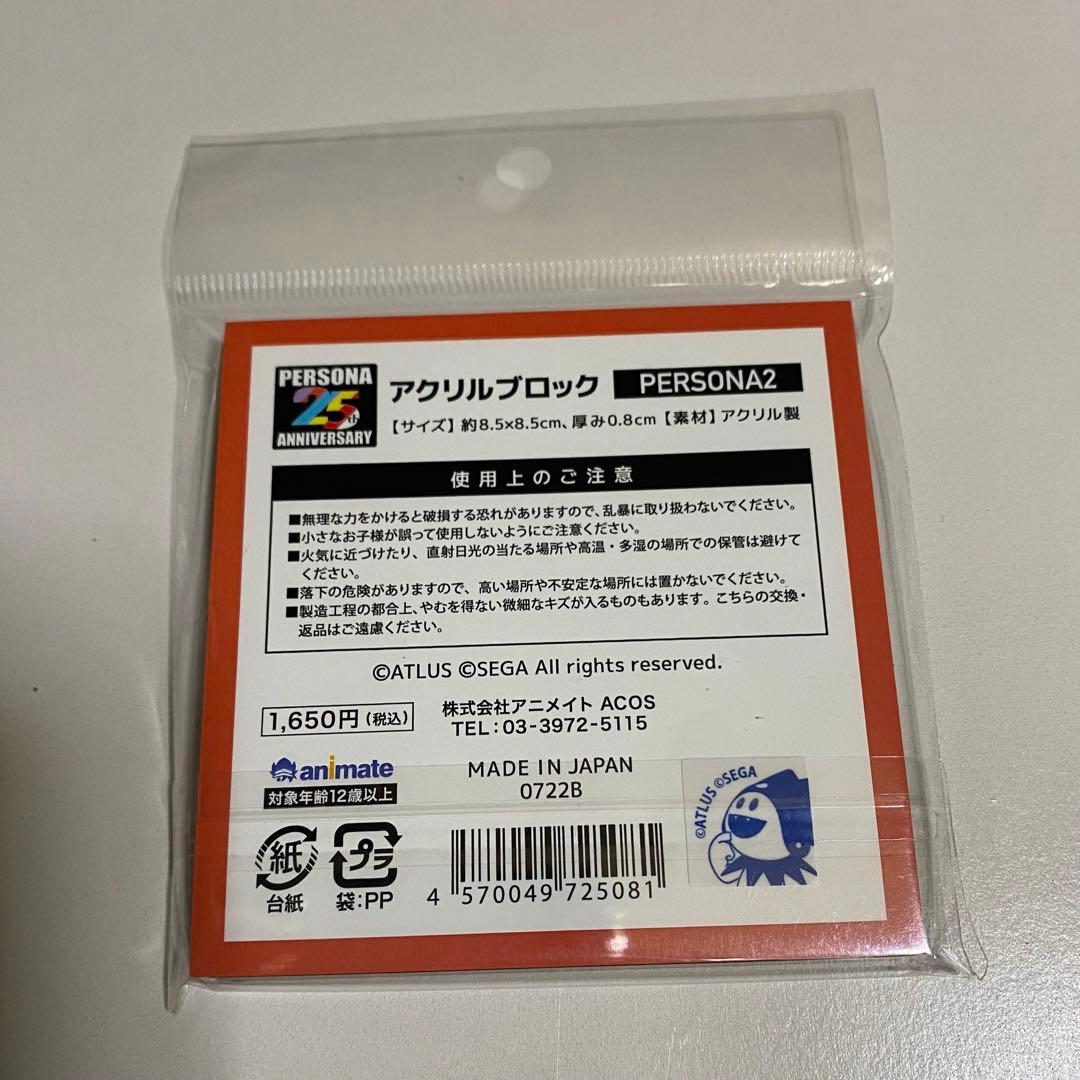 PERSONA
25th
ANNIVERSARY
アクリルブロック PERSONA2
【サイズ】約8.5×8.5cm、厚み0.8cm【素材】アクリル製
使用上のご注意
■無理な力をかけると破損する恐れがありますので、乱暴に取り扱わないでください。
■小さなお子様が誤って使用しないようにご注意ください。
■火気に近づけたり、直射日光の当たる場所や高温・多湿の場所での保管は避けて
ください。
■落下の危険がありますので、高い場所や不安定な場所には置かないでください。
■製造工程の都合上、やむを得ない微細なキズが入るものもあります。こちらの交換・
返品はご遠慮ください。
©ATLUS ©SEGA All rights reserved.
1,650円(税込)
株式会社アニメイト ACOS
TEL:03-3972-5115
animate
対象年齢12歳以上
MADE IN JAPAN
0722B
©ATLUS ©SEGA
紙
台紙
プラ
袋:PP
4 570049 725081